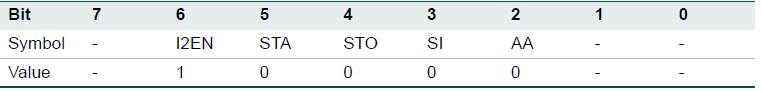 Bit 7 6 5 4 3 2 1 0
Symbol - I2EN STA STO SI AA - -
Value - 1 0 0 0 0 - -